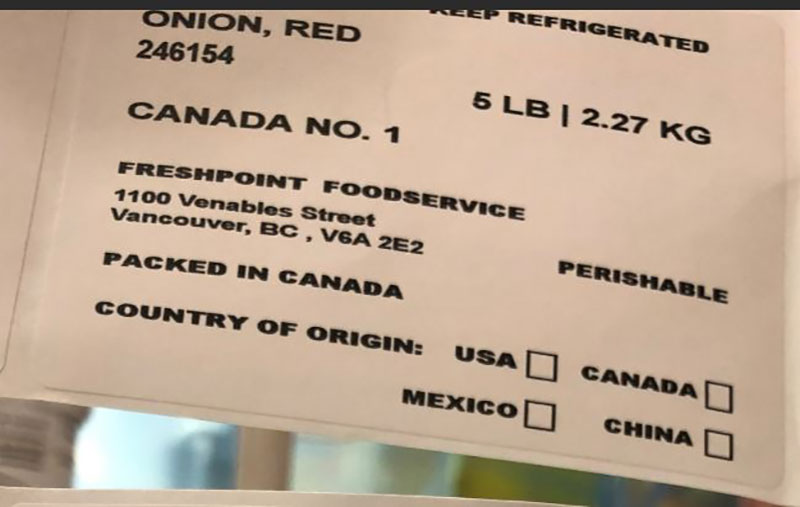 ONION, RED
KEEP REFRIGERATED
246154
5 LB | 2.27 KG
CANADA NO. 1
FRESHPOINT FOODSERVICE
1100 Venables Street
Vancouver, BC , V6A 2E2
PERISHABLE
PACKED IN CANADA
COUNTRY OF ORIGIN: USA ☐ CANADA ☐
MEXICO ☐ CHINA ☐